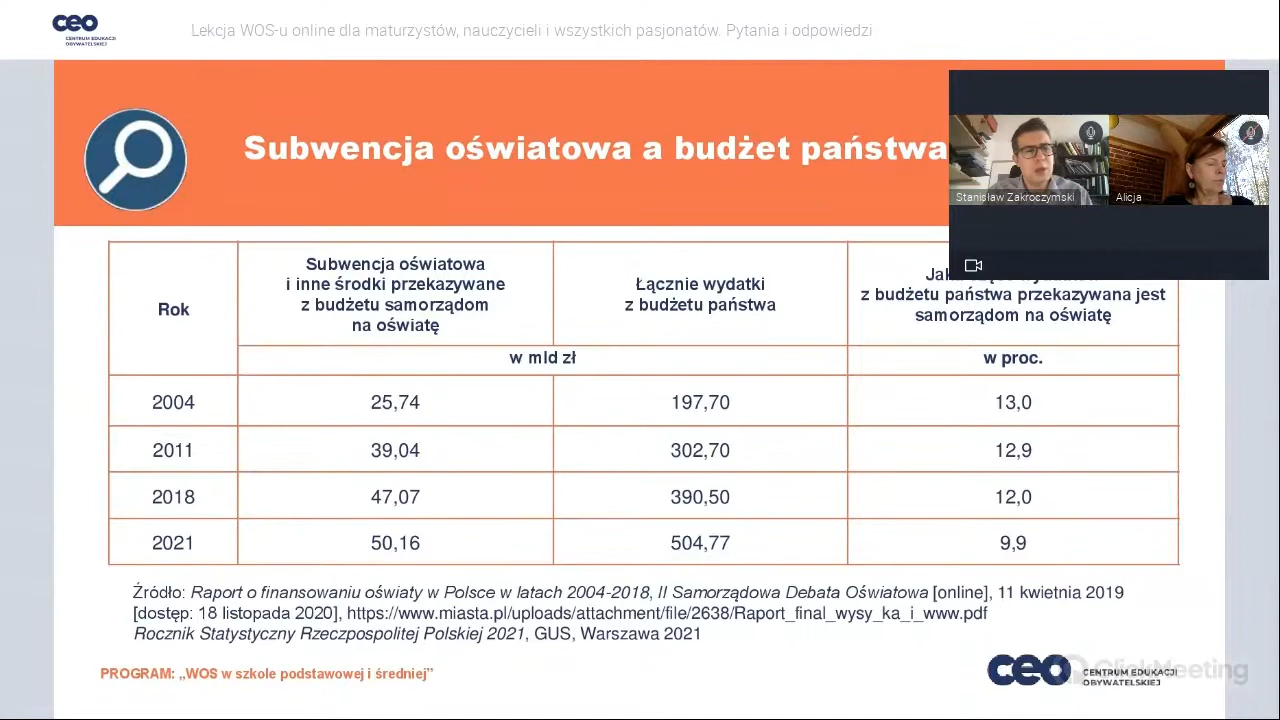 ceo
CENTRUM EDUKACJI
OBYWATELSKIEJ
Lekcja WOS-u online dla maturzystów, nauczycieli i wszystkich pasjonatów. Pytania i odpowiedzi
Subwencja oświatowa a budżet państwa
Stanisław Zakroczymski
Alicja
Rok
Subwencja oświatowa
i inne środki przekazywane
z budżetu samorządom
na oświatę
Łącznie wydatki
z budżetu państwa
z budżetu państwa przekazywana jest
samorządom na oświatę
w mld zł
w proc.
2004 25,74 197,70 13,0
2011 39,04 302,70 12,9
2018 47,07 390,50 12,0
2021 50,16 504,77 9,9
Źródło: Raport o finansowaniu oświaty w Polsce w latach 2004-2018, II Samorządowa Debata Oświatowa [online], 11 kwietnia 2019
[dostęp: 18 listopada 2020], https://www.miasta.pl/uploads/attachment/file/2638/Raport_final_wysy_ka_i_www.pdf
Rocznik Statystyczny Rzeczpospolitej Polskiej 2021, GUS, Warszawa 2021
PROGRAM: „WOS w szkole podstawowej i średniej”
ceo
CENTRUM EDUKACJI
OBYWATELSKIEJ
ClickMeeting